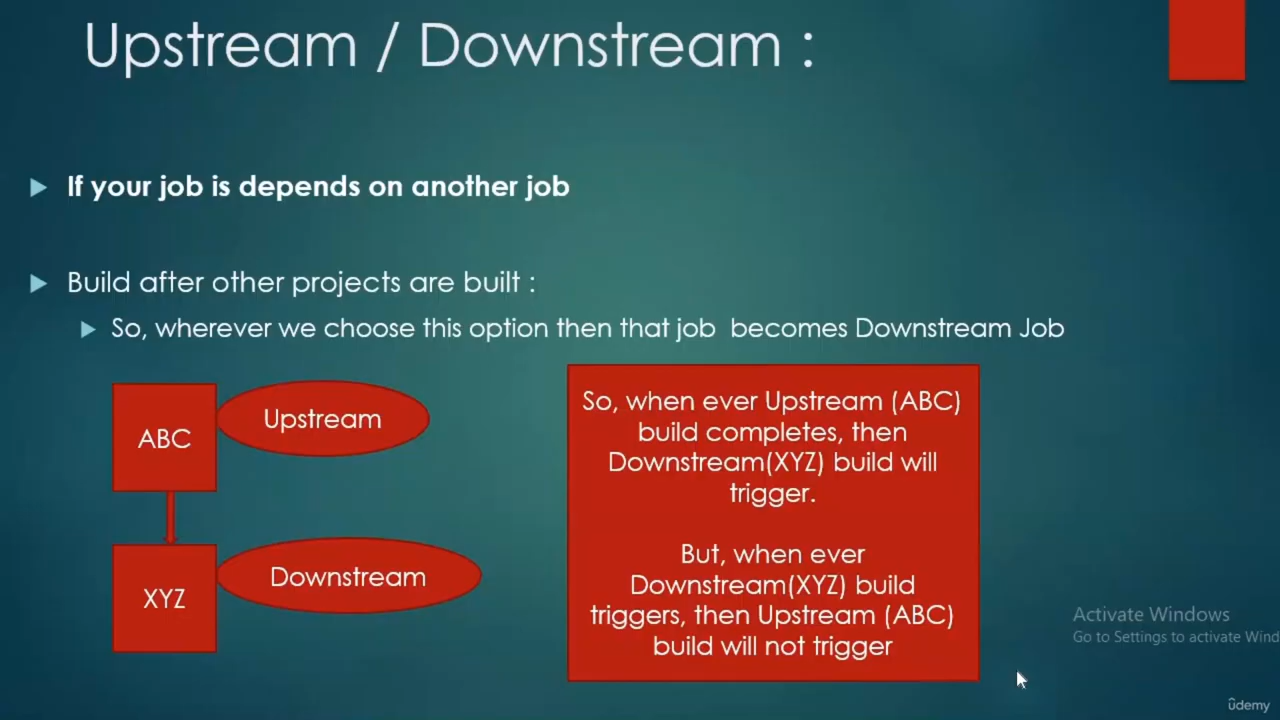 Upstream / Downstream :
If your job is depends on another job
Build after other projects are built :
So, wherever we choose this option then that job becomes Downstream Job
ABC
Upstream
XYZ
Downstream
So, when ever Upstream (ABC)
build completes, then
Downstream(XYZ) build will
trigger.
But, when ever
Downstream(XYZ) build
triggers, then Upstream (ABC)
build will not trigger
Activate Windows
Go to Settings to activate Wind
ûdemy